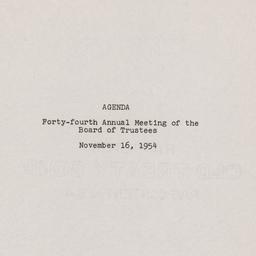 AGENDA
Forty-fourth Annual Meeting of the
Board of Trustees
November 16, 1954